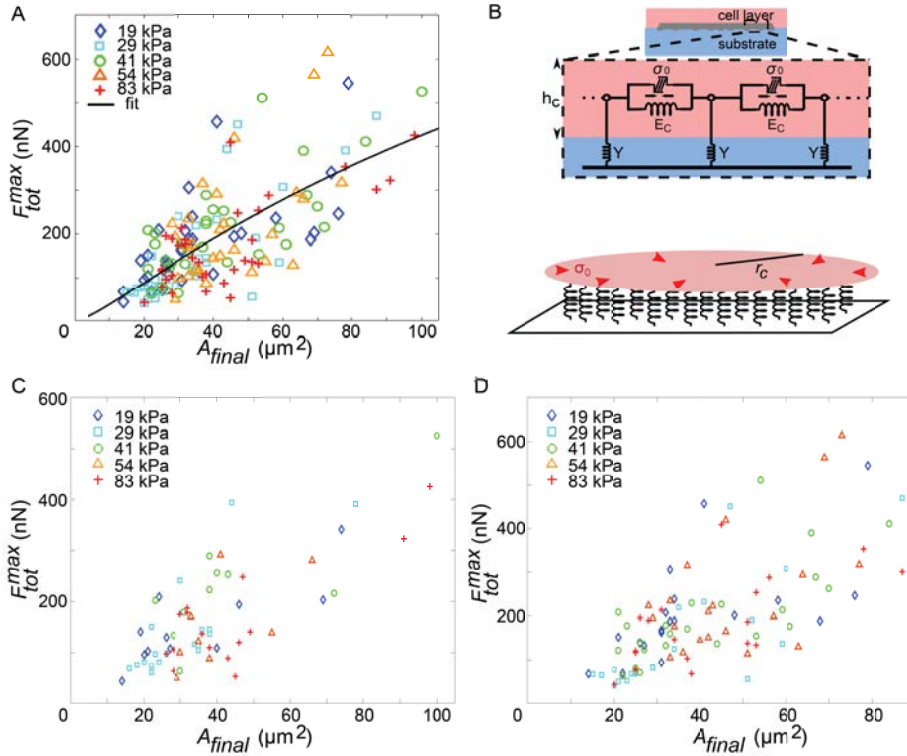 A
600
400
200
0
20
40
60
80
100
F_tot^max (nN)
A_final (μm²)
19 kPa
29 kPa
41 kPa
54 kPa
83 kPa
fit
B
cell layer
substrate
h_c
σ_0
σ_0
E_C
E_C
Y
Y
Y
σ_0
r_c
C
600
400
200
0
20
40
60
80
100
F_tot^max (nN)
A_final (μm²)
19 kPa
29 kPa
41 kPa
54 kPa
83 kPa
D
600
400
200
0
20
40
60
80
F_tot^max (nN)
A_final (μm²)
19 kPa
29 kPa
41 kPa
54 kPa
83 kPa